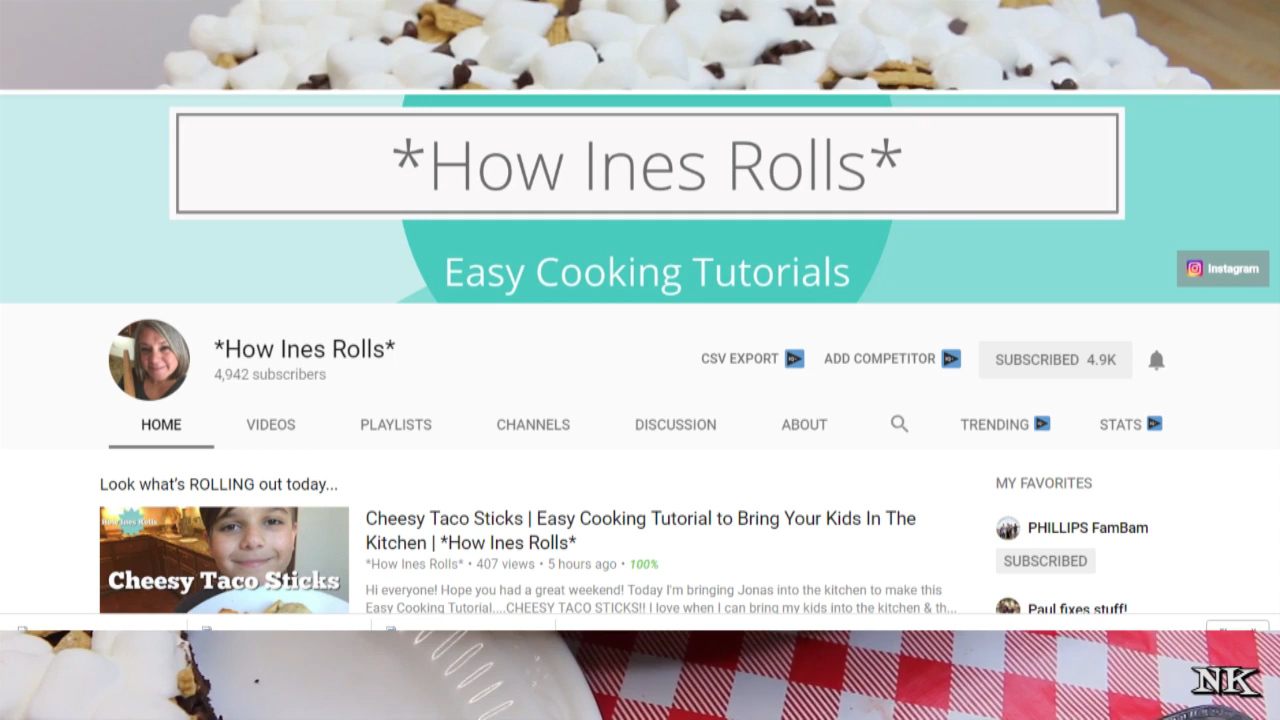 *How Ines Rolls*
Easy Cooking Tutorials
Instagram
*How Ines Rolls*
4,942 subscribers
CSV EXPORT
ADD COMPETITOR
SUBSCRIBED 4.9K
HOME VIDEOS PLAYLISTS CHANNELS DISCUSSION ABOUT TRENDING STATS
Look what's ROLLING out today...
How Ines Rolls
Cheesy Taco Sticks
Cheesy Taco Sticks | Easy Cooking Tutorial to Bring Your Kids In The
Kitchen | *How Ines Rolls*
*How Ines Rolls* • 407 views • 5 hours ago • 100%
Hi everyone! Hope you had a great weekend! Today I'm bringing Jonas into the kitchen to make this
Easy Cooking Tutorial....CHEESY TACO STICKS!! I love when I can bring my kids into the kitchen & th...
MY FAVORITES
PHILLIPS FamBam
SUBSCRIBED
Paul fixes stuff!
NK